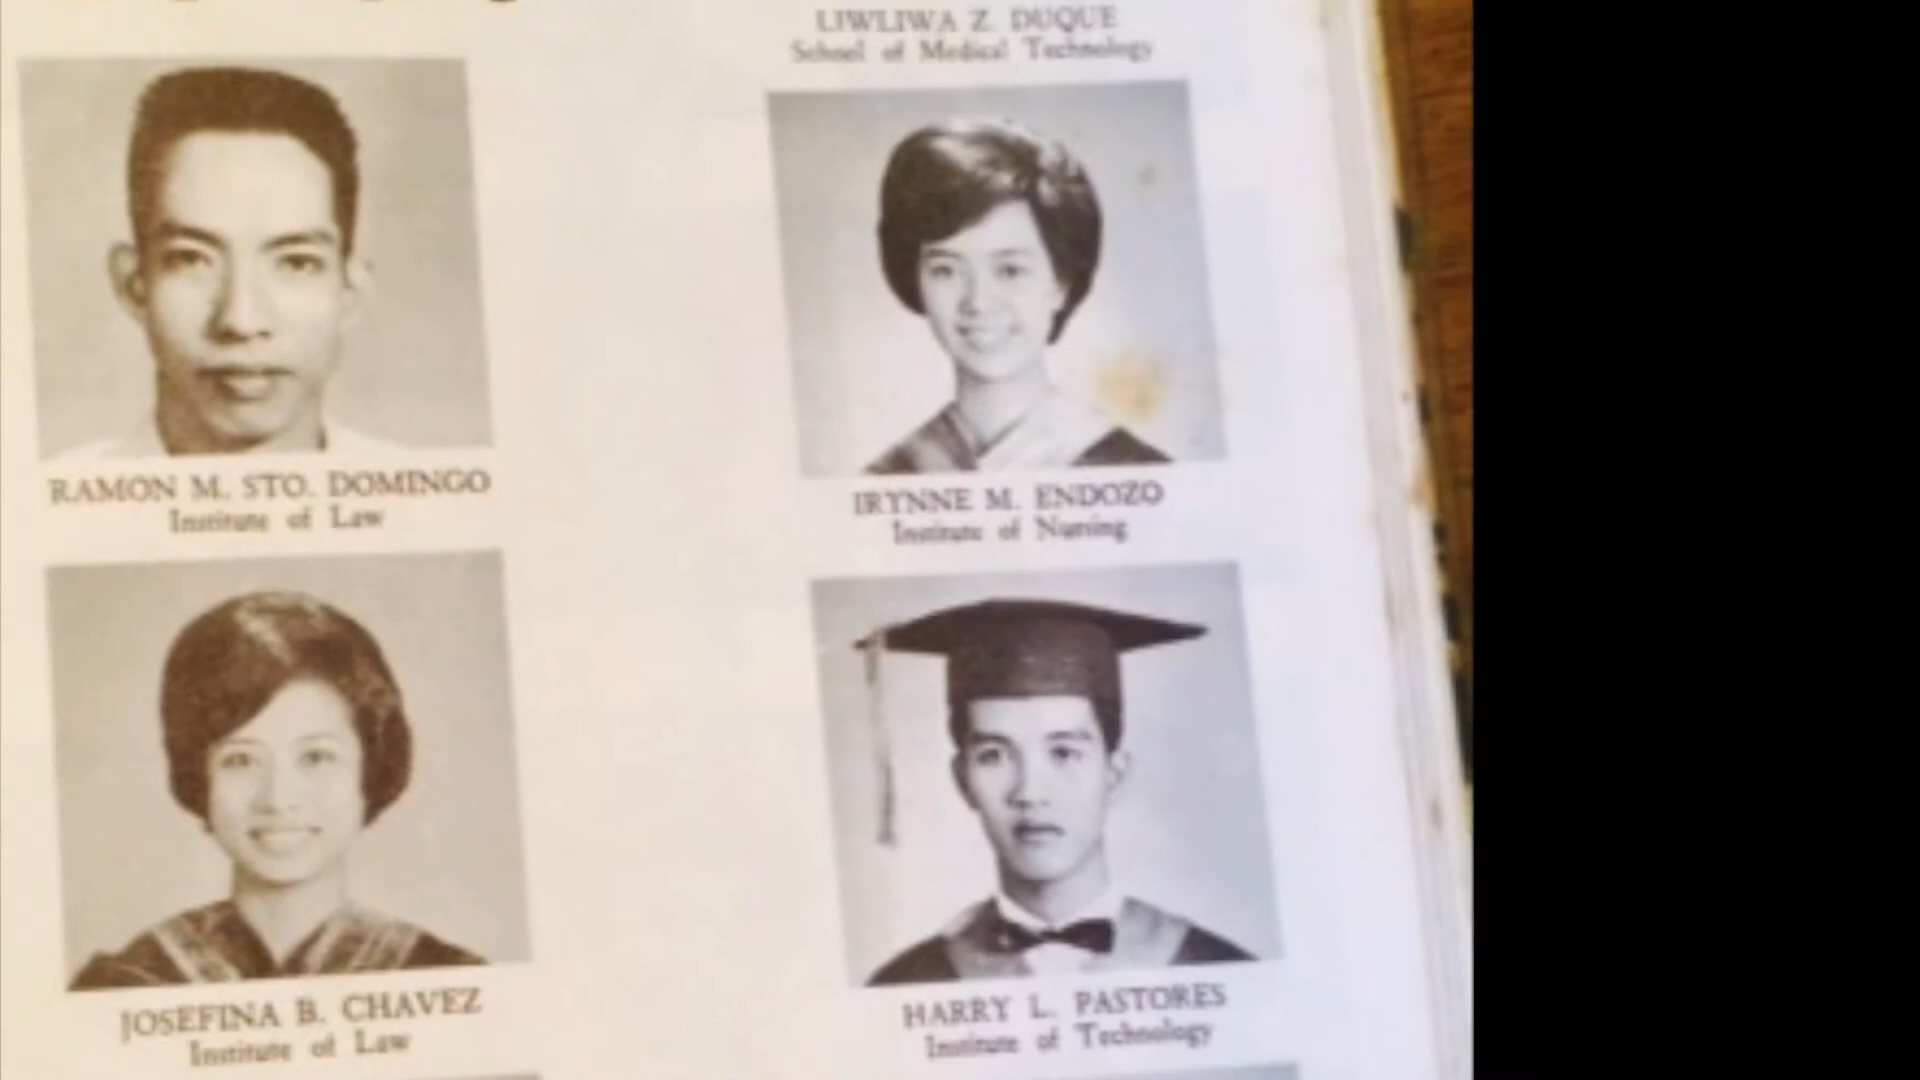 LIWLIWA Z. DUQUE
School of Medical Technology
RAMON M. STO. DOMINGO
Institute of Law
IRYNNE M. ENDOZO
Institute of Nursing
JOSEFINA B. CHAVEZ
Institute of Law
HARRY L. PASTORES
Institute of Technology